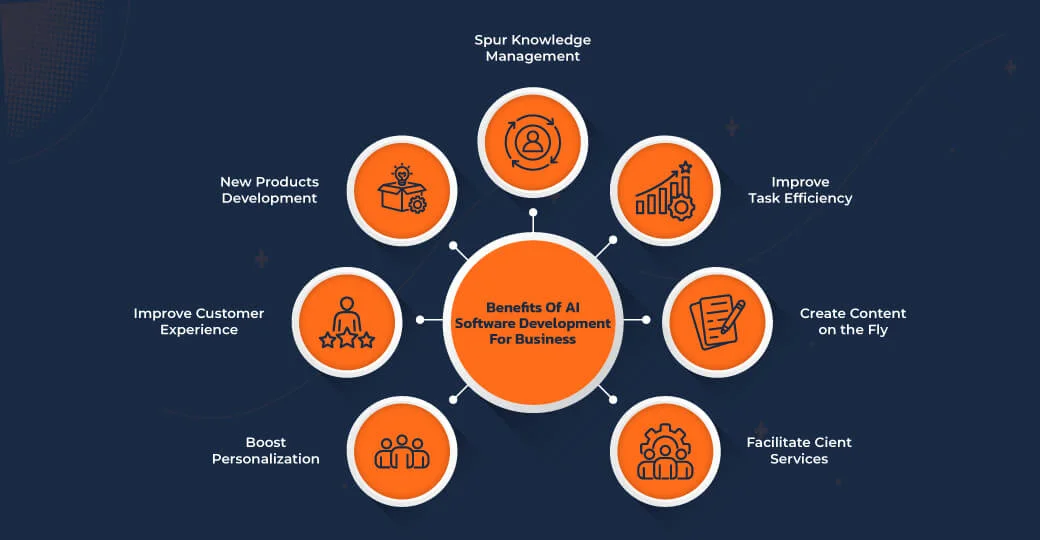 Spur Knowledge
Management
New Products
Development
Improve
Task Efficiency
Improve Customer
Experience
Benefits Of AI
Software Development
For Business
Create Content
on the Fly
Boost
Personalization
Facilitate Cient
Services